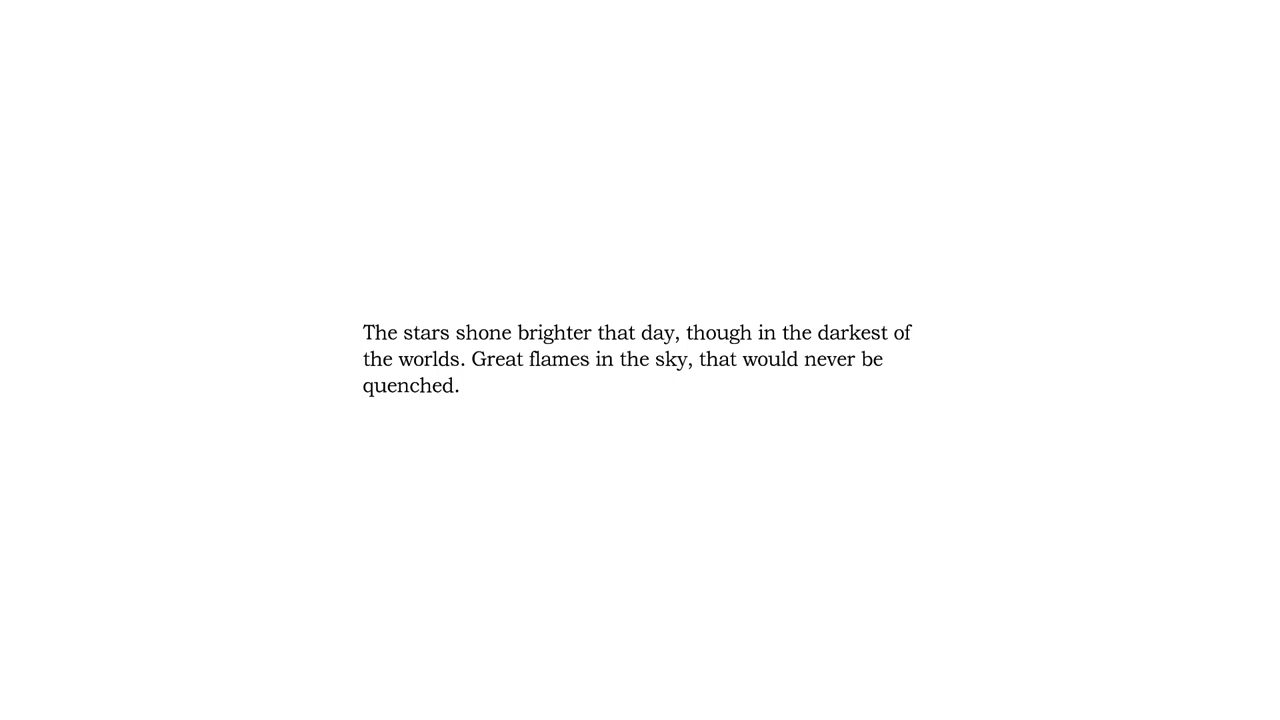 The stars shone brighter that day, though in the darkest of
the worlds. Great flames in the sky, that would never be
quenched.